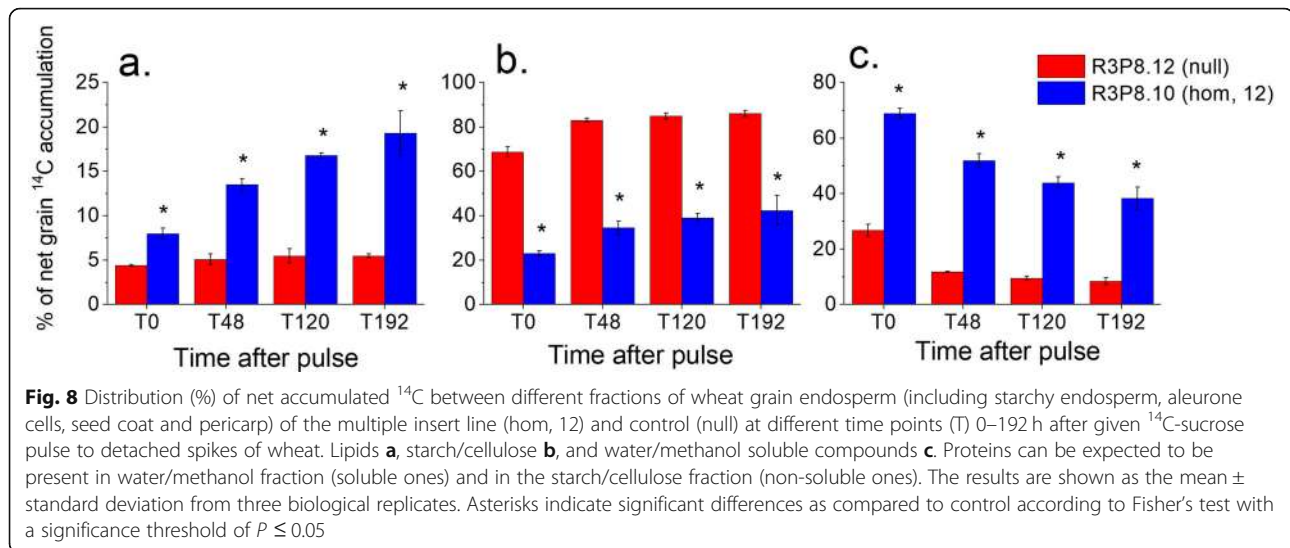 a.
b.
c.
R3P8.12 (null)
R3P8.10 (hom, 12)
% of net grain ¹⁴C accumulation
25
20
15
10
5
0
* * * *
T0 T48 T120 T192
Time after pulse
100
80
60
40
20
0
* * * *
T0 T48 T120 T192
Time after pulse
80
60
40
20
0
* * * *
T0 T48 T120 T192
Time after pulse
Fig. 8 Distribution (%) of net accumulated ¹⁴C between different fractions of wheat grain endosperm (including starchy endosperm, aleurone
cells, seed coat and pericarp) of the multiple insert line (hom, 12) and control (null) at different time points (T) 0–192 h after given ¹⁴C-sucrose
pulse to detached spikes of wheat. Lipids a, starch/cellulose b, and water/methanol soluble compounds c. Proteins can be expected to be
present in water/methanol fraction (soluble ones) and in the starch/cellulose fraction (non-soluble ones). The results are shown as the mean ±
standard deviation from three biological replicates. Asterisks indicate significant differences as compared to control according to Fisher's test with
a significance threshold of P ≤ 0.05